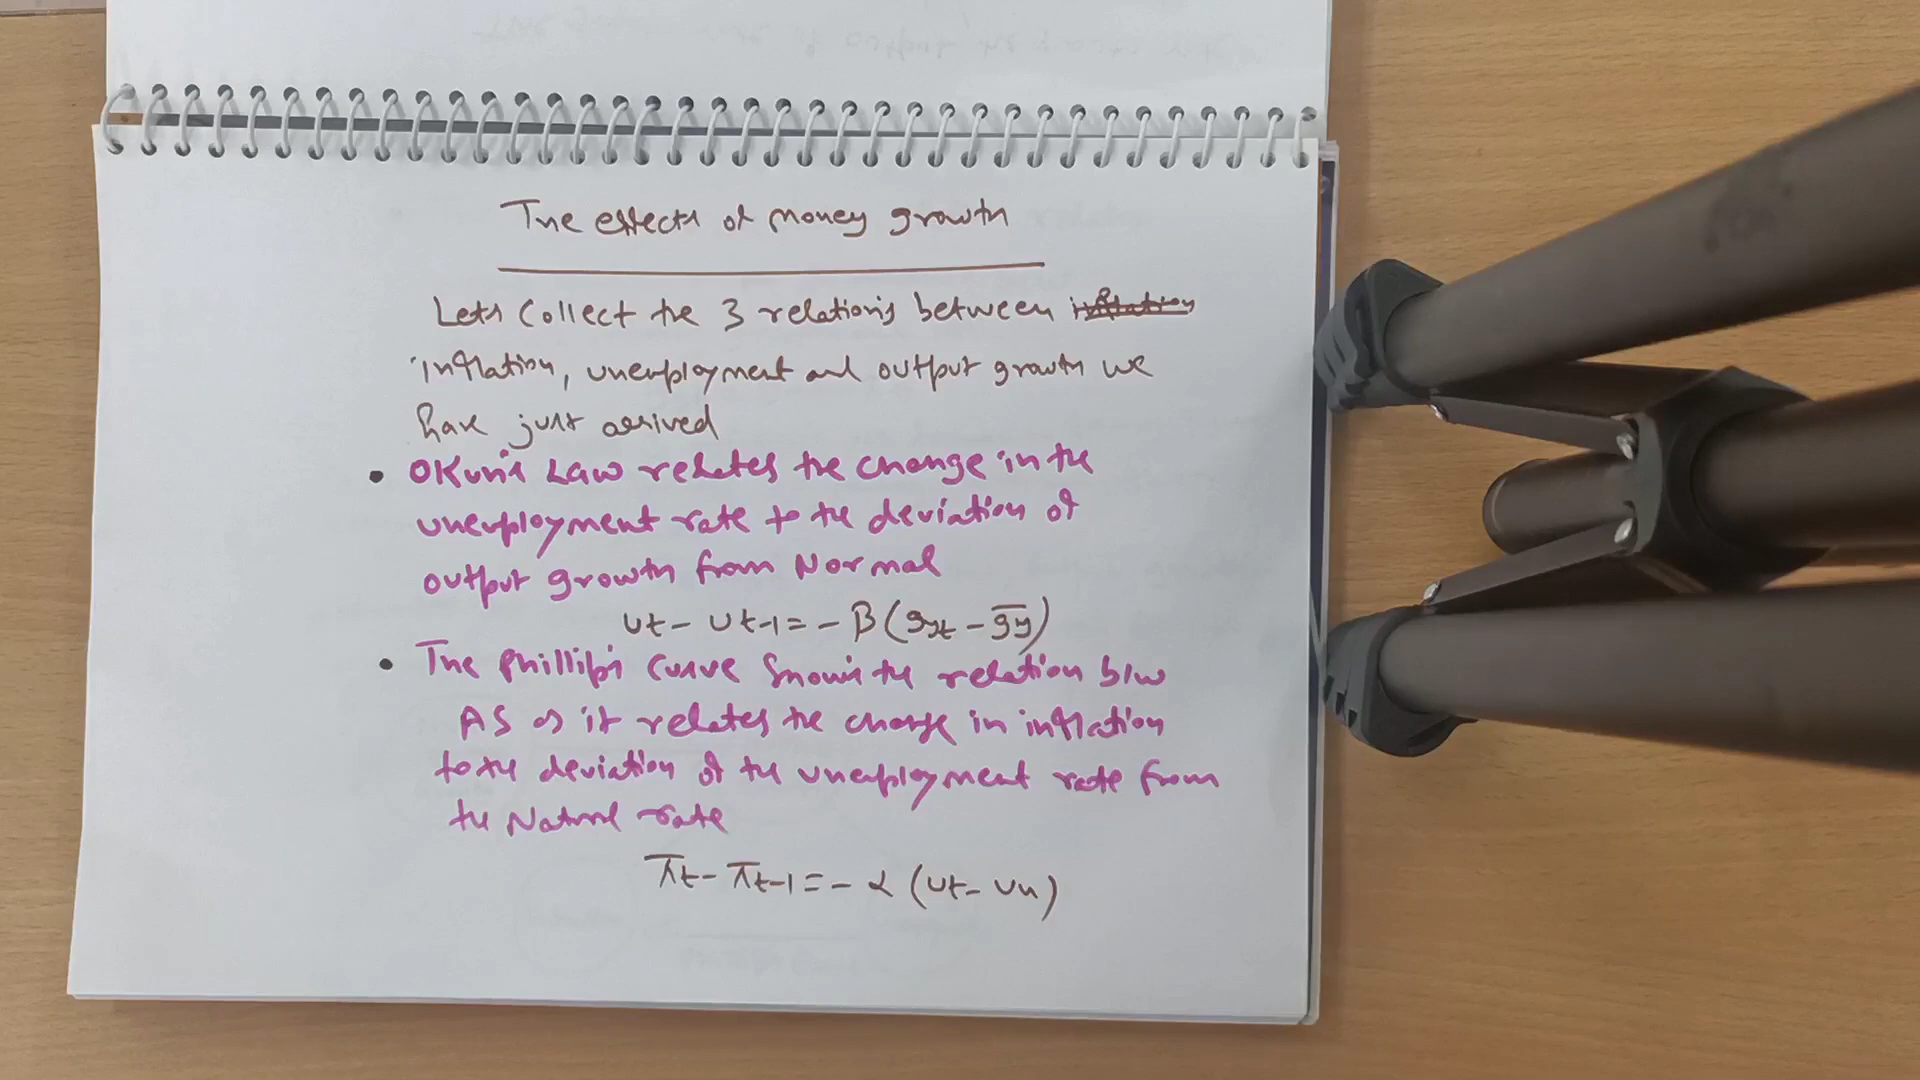 The effects of money growth
Lets Collect the 3 relations between inflation
inflation, unemployment and output growth we
have just arrived
• OKun's Law relates the change in the
unemployment rate to the deviation of
output growth from Normal
ut - ut-1 = - β (gyt - g̅y̅)
• The Phillip's Curve Shows the relation b/w
AS as it relates the change in inflation
to the deviation of the unemployment rate from
the Natural rate
πt - πt-1 = - α (ut - un)